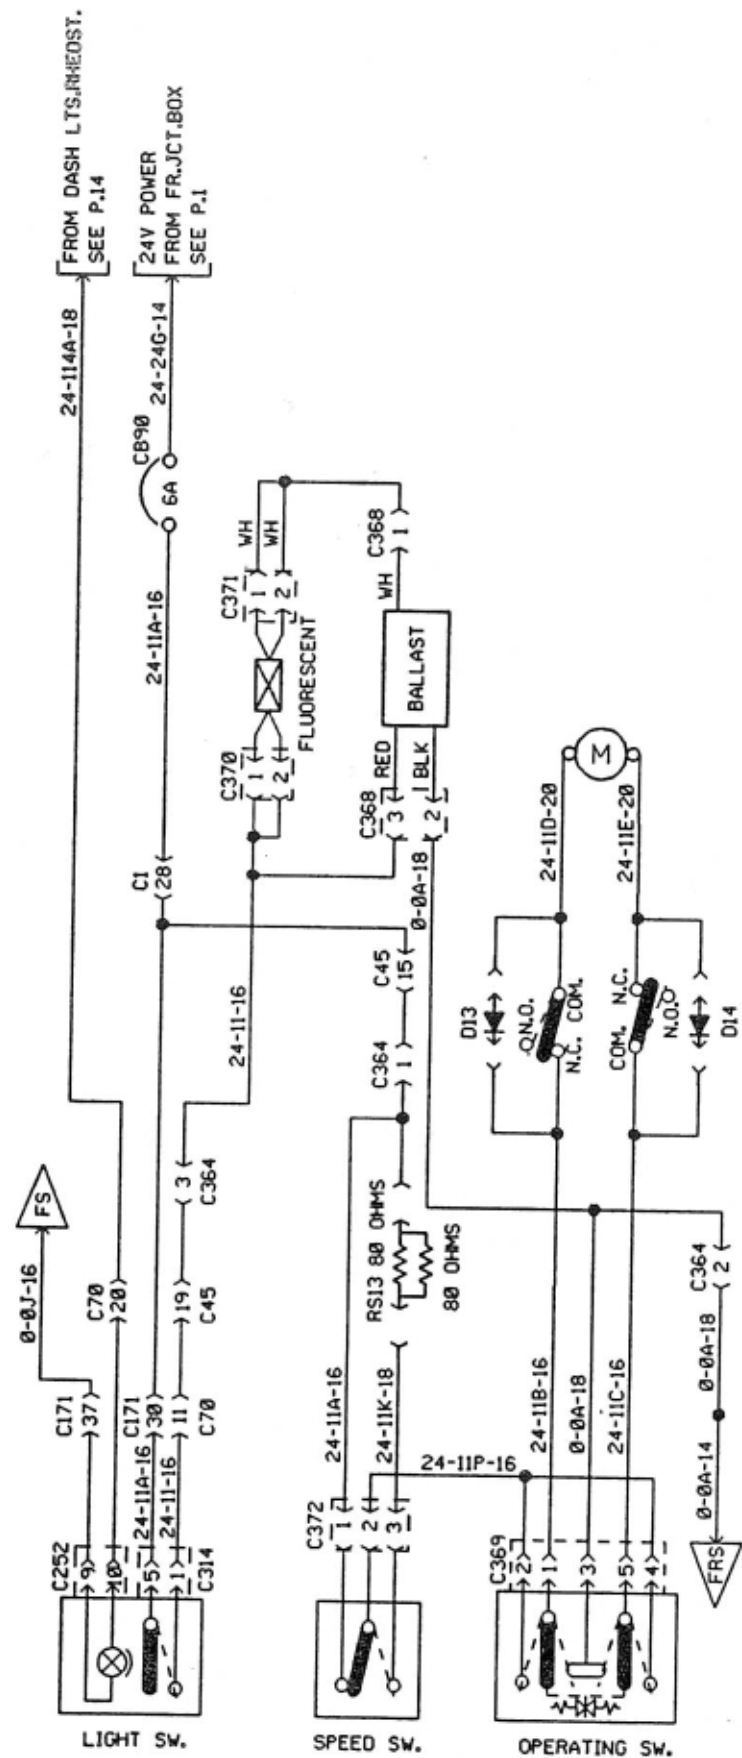 FROM DASH LTS.RHEOST.
SEE P.14
24V POWER
FROM FR.JCT.BOX
SEE P.1
24-114A-18
24-24G-14
CB90
6A
24-11A-16
C371
1
2
WH
WH
C368
1
WH
FLUORESCENT
BALLAST
C370
1
2
RED
BLK
C368
3
2
C1
28
24-11-16
0-0A-18
C45
15
C364
1
M
24-11D-20
24-11E-20
D13
N.O.
N.C.
COM.
COM.
N.C.
N.O.
D14
FS
0-0J-16
3
C364
C70
20
19
C45
RS13 80 OHMS
80 OHMS
C364
2
C171
37
C171
30
11
C70
24-11A-16
24-11-16
24-11A-16
24-11K-18
24-11P-16
24-11B-16
0-0A-18
24-11C-16
0-0A-18
0-0A-14
FRS
C252
9
10
5
1
C314
C372
1
2
3
C369
2
1
3
5
4
LIGHT SW.
SPEED SW.
OPERATING SW.